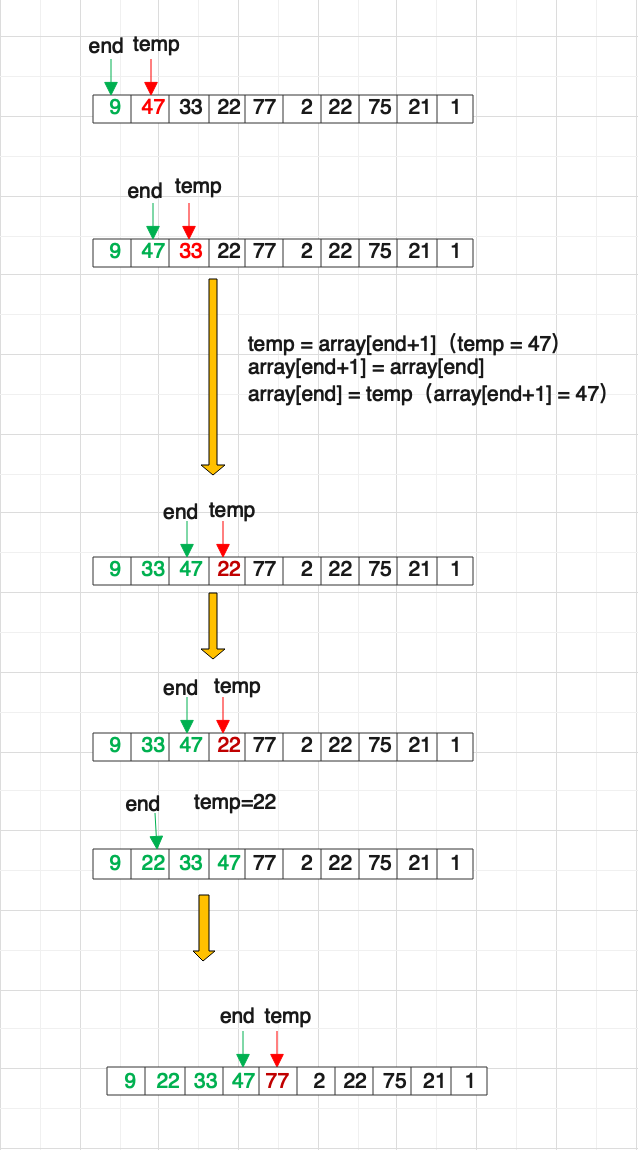 end temp
9 47 33 22 77 2 22 75 21 1
end temp
9 47 33 22 77 2 22 75 21 1
temp = array[end+1]（temp = 47）
array[end+1] = array[end]
array[end] = temp（array[end+1] = 47）
end temp
9 33 47 22 77 2 22 75 21 1
end temp
9 33 47 22 77 2 22 75 21 1
end temp=22
9 22 33 47 77 2 22 75 21 1
end temp
9 22 33 47 77 2 22 75 21 1